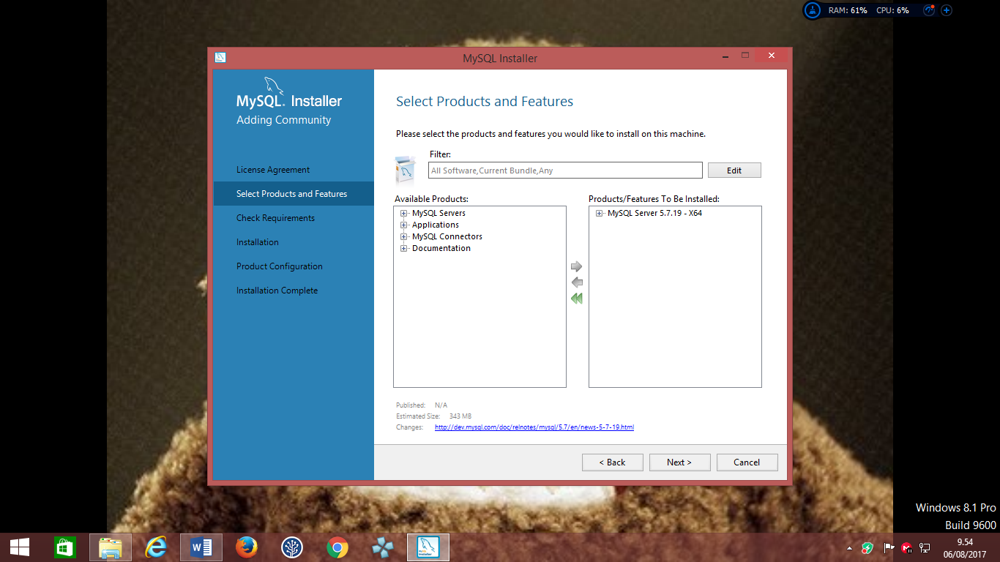 RAM: 61% CPU: 6%
MySQL Installer
MySQL. Installer
Adding Community
License Agreement
Select Products and Features
Check Requirements
Installation
Product Configuration
Installation Complete
Select Products and Features
Please select the products and features you would like to install on this machine.
Filter:
All Software,Current Bundle,Any
Edit
Available Products:
MySQL Servers
Applications
MySQL Connectors
Documentation
Products/Features To Be Installed:
MySQL Server 5.7.19 - X64
Published: N/A
Estimated Size: 343 MB
Changes: http://dev.mysql.com/doc/relnotes/mysql/5.7/en/news-5-7-19.html
< Back
Next >
Cancel
Windows 8.1 Pro
Build 9600
9.54
06/08/2017